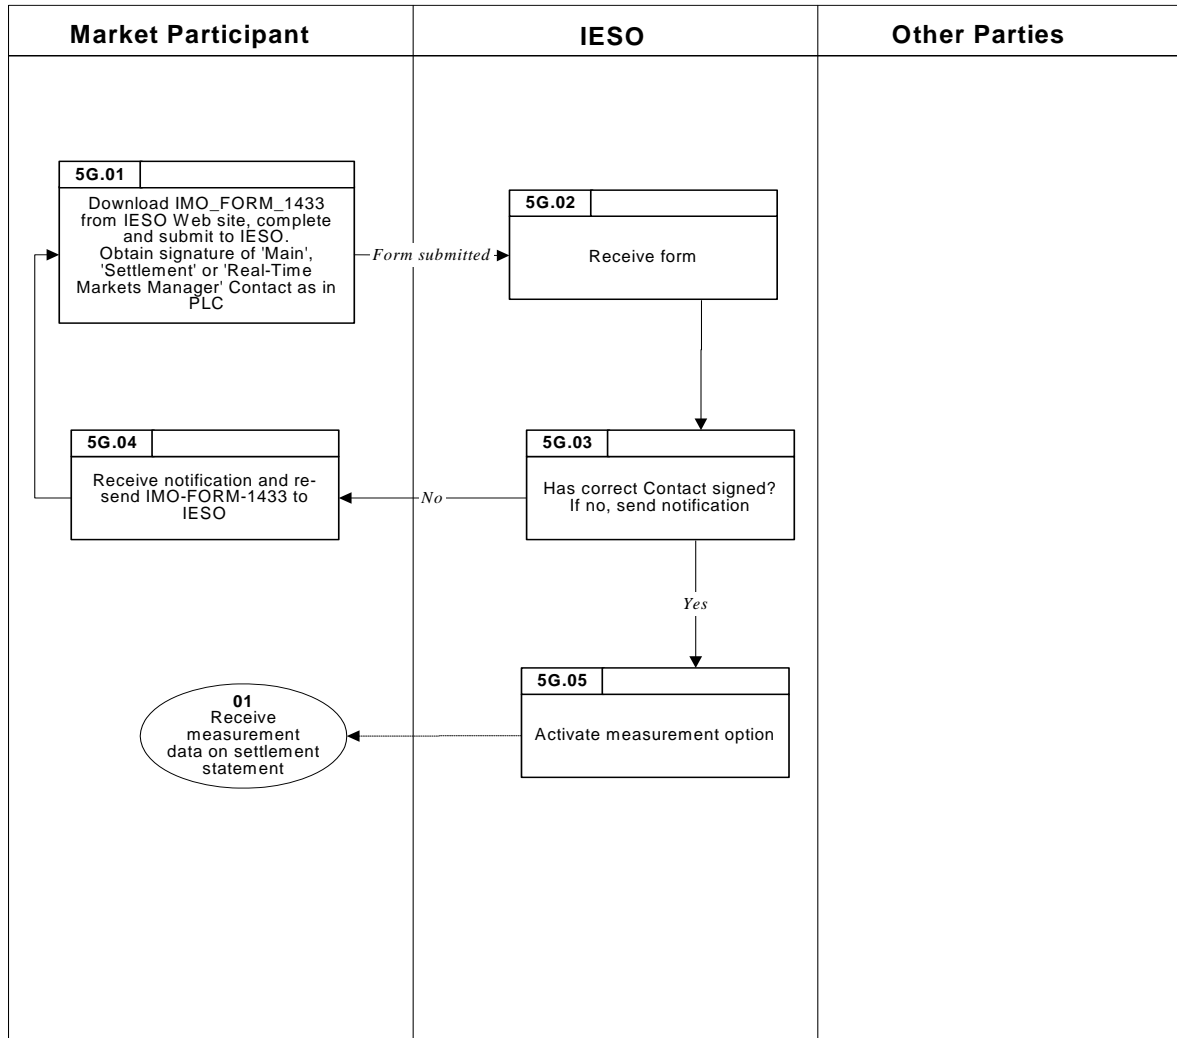 Market Participant
IESO
Other Parties
5G.01
Download IMO_FORM_1433
from IESO Web site, complete
and submit to IESO.
Obtain signature of 'Main',
'Settlement' or 'Real-Time
Markets Manager' Contact as in
PLC
Form submitted
5G.02
Receive form
5G.04
Receive notification and re-
send IMO-FORM-1433 to
IESO
No
5G.03
Has correct Contact signed?
If no, send notification
Yes
5G.05
Activate measurement option
01
Receive
measurement
data on settlement
statement